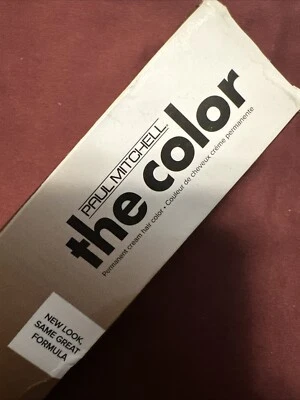 PAUL MITCHELL
the color
Permanent cream hair color • Couleur de cheveux crème permanente
NEW LOOK,
SAME GREAT
FORMULA